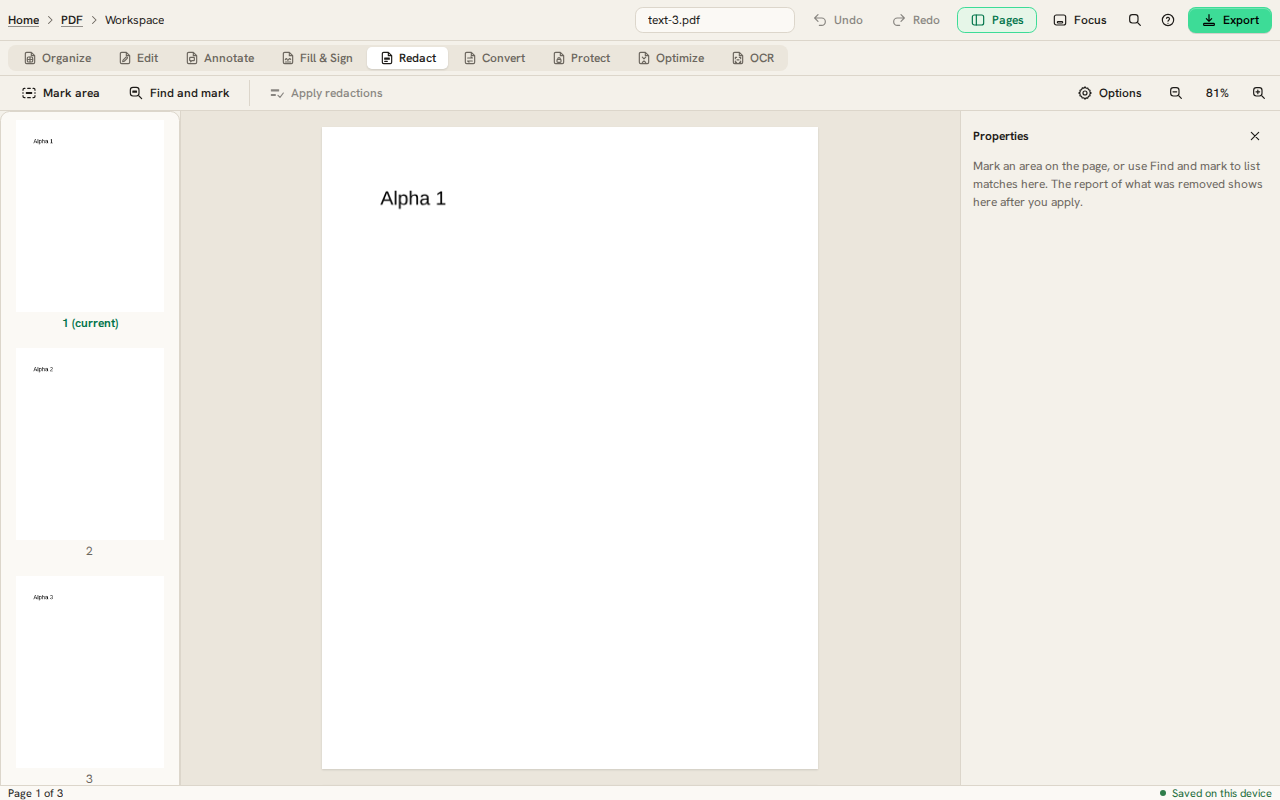 Home > PDF > Workspace
text-3.pdf
Undo
Redo
Pages
Focus
Export
Organize
Edit
Annotate
Fill & Sign
Redact
Convert
Protect
Optimize
OCR
Mark area
Find and mark
Apply redactions
Options
81%
Alpha 1
1 (current)
Alpha 2
2
Alpha 3
3
Alpha 1
Properties
Mark an area on the page, or use Find and mark to list
matches here. The report of what was removed shows
here after you apply.
Page 1 of 3
Saved on this device